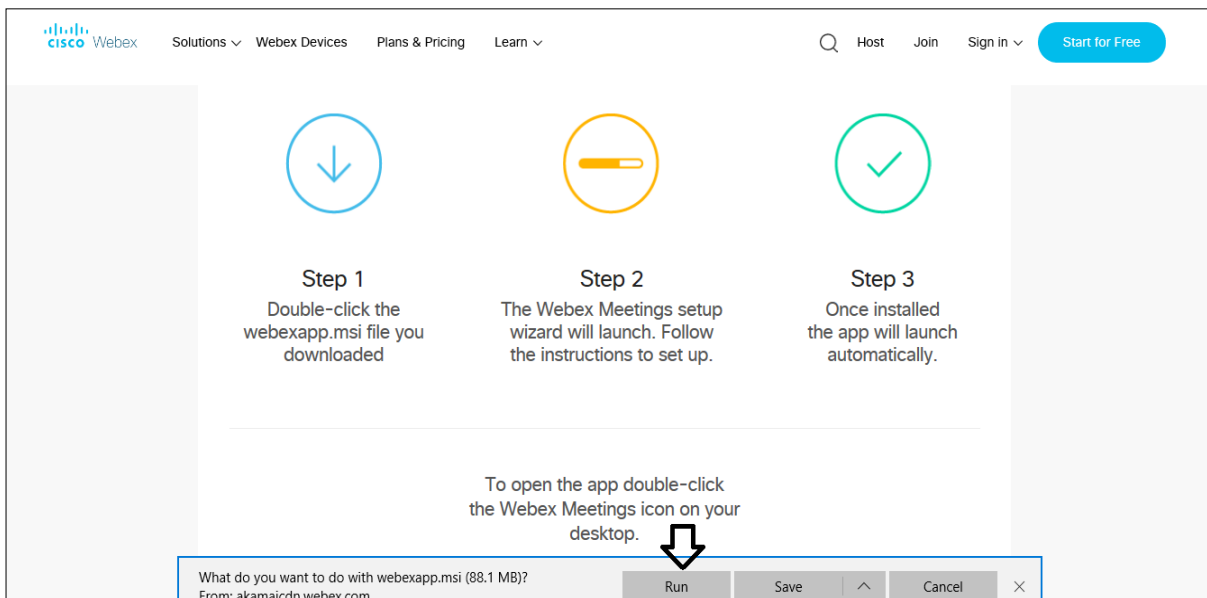 CISCO Webex
Solutions Webex Devices Plans & Pricing Learn Host Join Sign in Start for Free
Step 1
Double-click the
webexapp.msi file you
downloaded
Step 2
The Webex Meetings setup
wizard will launch. Follow
the instructions to set up.
Step 3
Once installed
the app will launch
automatically.
To open the app double-click
the Webex Meetings icon on your
desktop.
What do you want to do with webexapp.msi (88.1 MB)?
From: akamaicdn.webex.com
Run Save Cancel